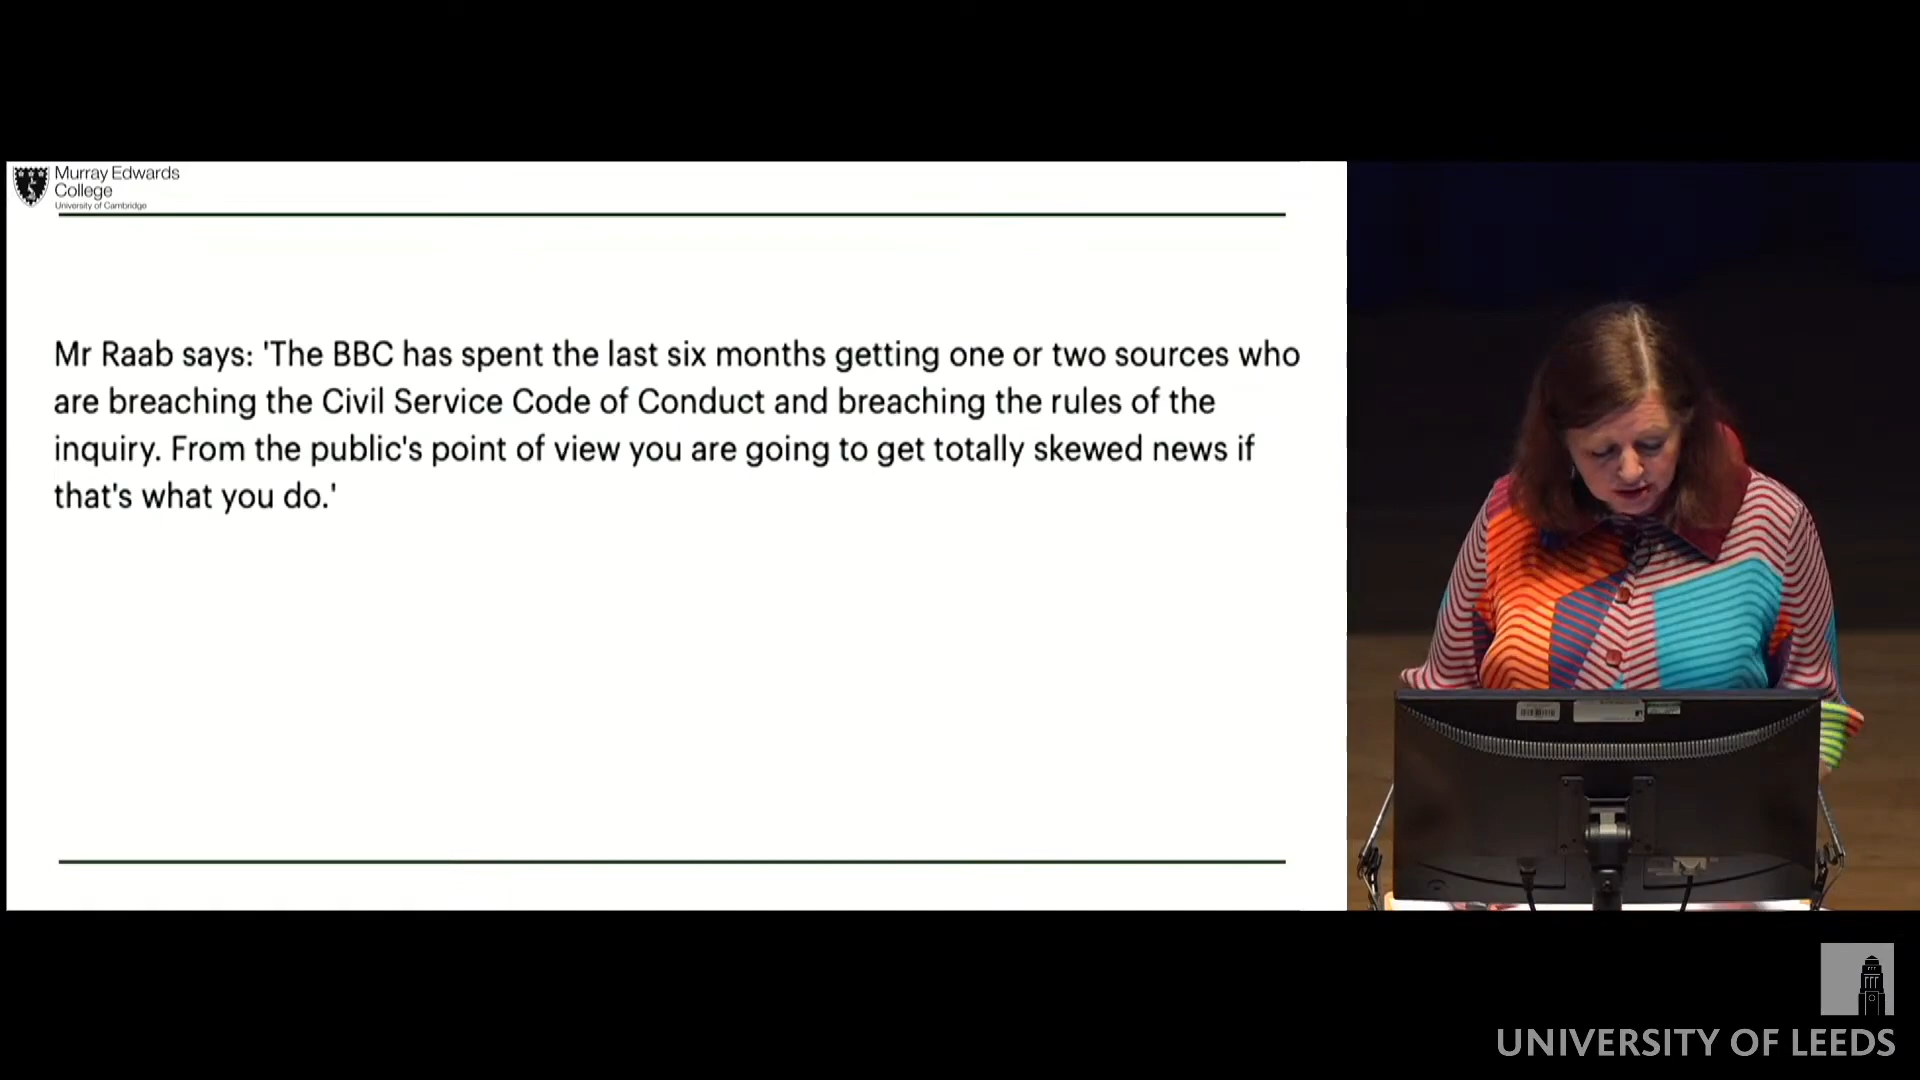 Murray Edwards
College
University of Cambridge
Mr Raab says: 'The BBC has spent the last six months getting one or two sources who
are breaching the Civil Service Code of Conduct and breaching the rules of the
inquiry. From the public's point of view you are going to get totally skewed news if
that's what you do.'
UNIVERSITY OF LEEDS